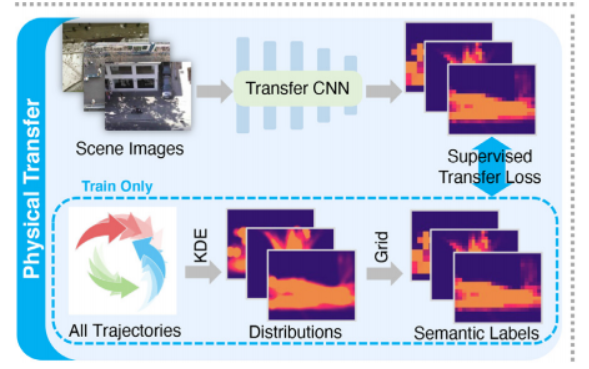 Physical Transfer
Transfer CNN
Scene Images
Supervised
Transfer Loss
Train Only
KDE
Grid
All Trajectories
Distributions
Semantic Labels